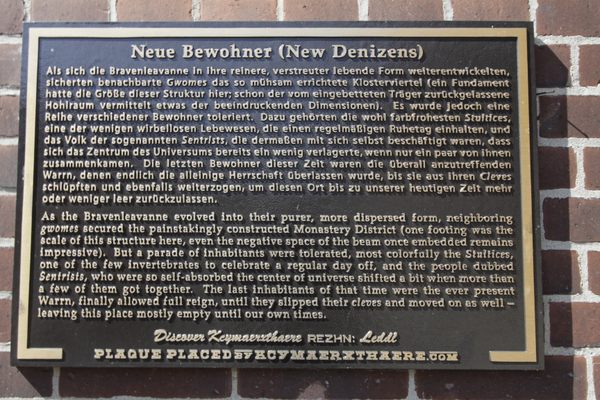 Neue Bewohner (New Denizens)
Als sich die Bravenleavanne in ihre reinere, verstreuter lebende Form weiterentwickelten,
sicherten benachbarte Gwomes das so mühsam errichtete Klosterviertel (ein Fundament
hatte die Größe dieser Struktur hier; schon der vom eingebetteten Träger zurückgelassene
Hohlraum vermittelt etwas der beeindruckenden Dimensionen). Es wurde jedoch eine
Reihe verschiedener Bewohner toleriert. Dazu gehörten die wohl farbfrohesten Stultices,
eine der wenigen wirbellosen Lebewesen, die einen regelmäßigen Ruhetag einhalten, und
das Volk der sogenannten Sentrists, die dermaßen mit sich selbst beschäftigt waren, dass
sich das Zentrum des Universums bereits ein wenig verlagerte, wenn nur ein paar von ihnen
zusammenkamen. Die letzten Bewohner dieser Zeit waren die überall anzutreffenden
Warrn, denen endlich die alleinige Herrschaft überlassen wurde, bis sie aus ihren Cleves
schlüpften und ebenfalls weiterzogen, um diesen Ort bis zu unserer heutigen Zeit mehr
oder weniger leer zurückzulassen.
As the Bravenleavanne evolved into their purer, more dispersed form, neighboring
gwomes secured the painstakingly constructed Monastery District (one footing was the
scale of this structure here, even the negative space of the beam once embedded remains
impressive). But a parade of inhabitants were tolerated, most colorfully the Stultices,
one of the few invertebrates to celebrate a regular day off, and the people dubbed
Sentrists, who were so self-absorbed the center of universe shifted a bit when more than
a few of them got together. The last inhabitants of that time were the ever present
Warrn, finally allowed full reign, until they slipped their cleves and moved on as well –
leaving this place mostly empty until our own times.
Discover Kcymaerxthaere REZHN: Leddl
PLAQUE PLACED BY KCYMAERXTHAERE.COM